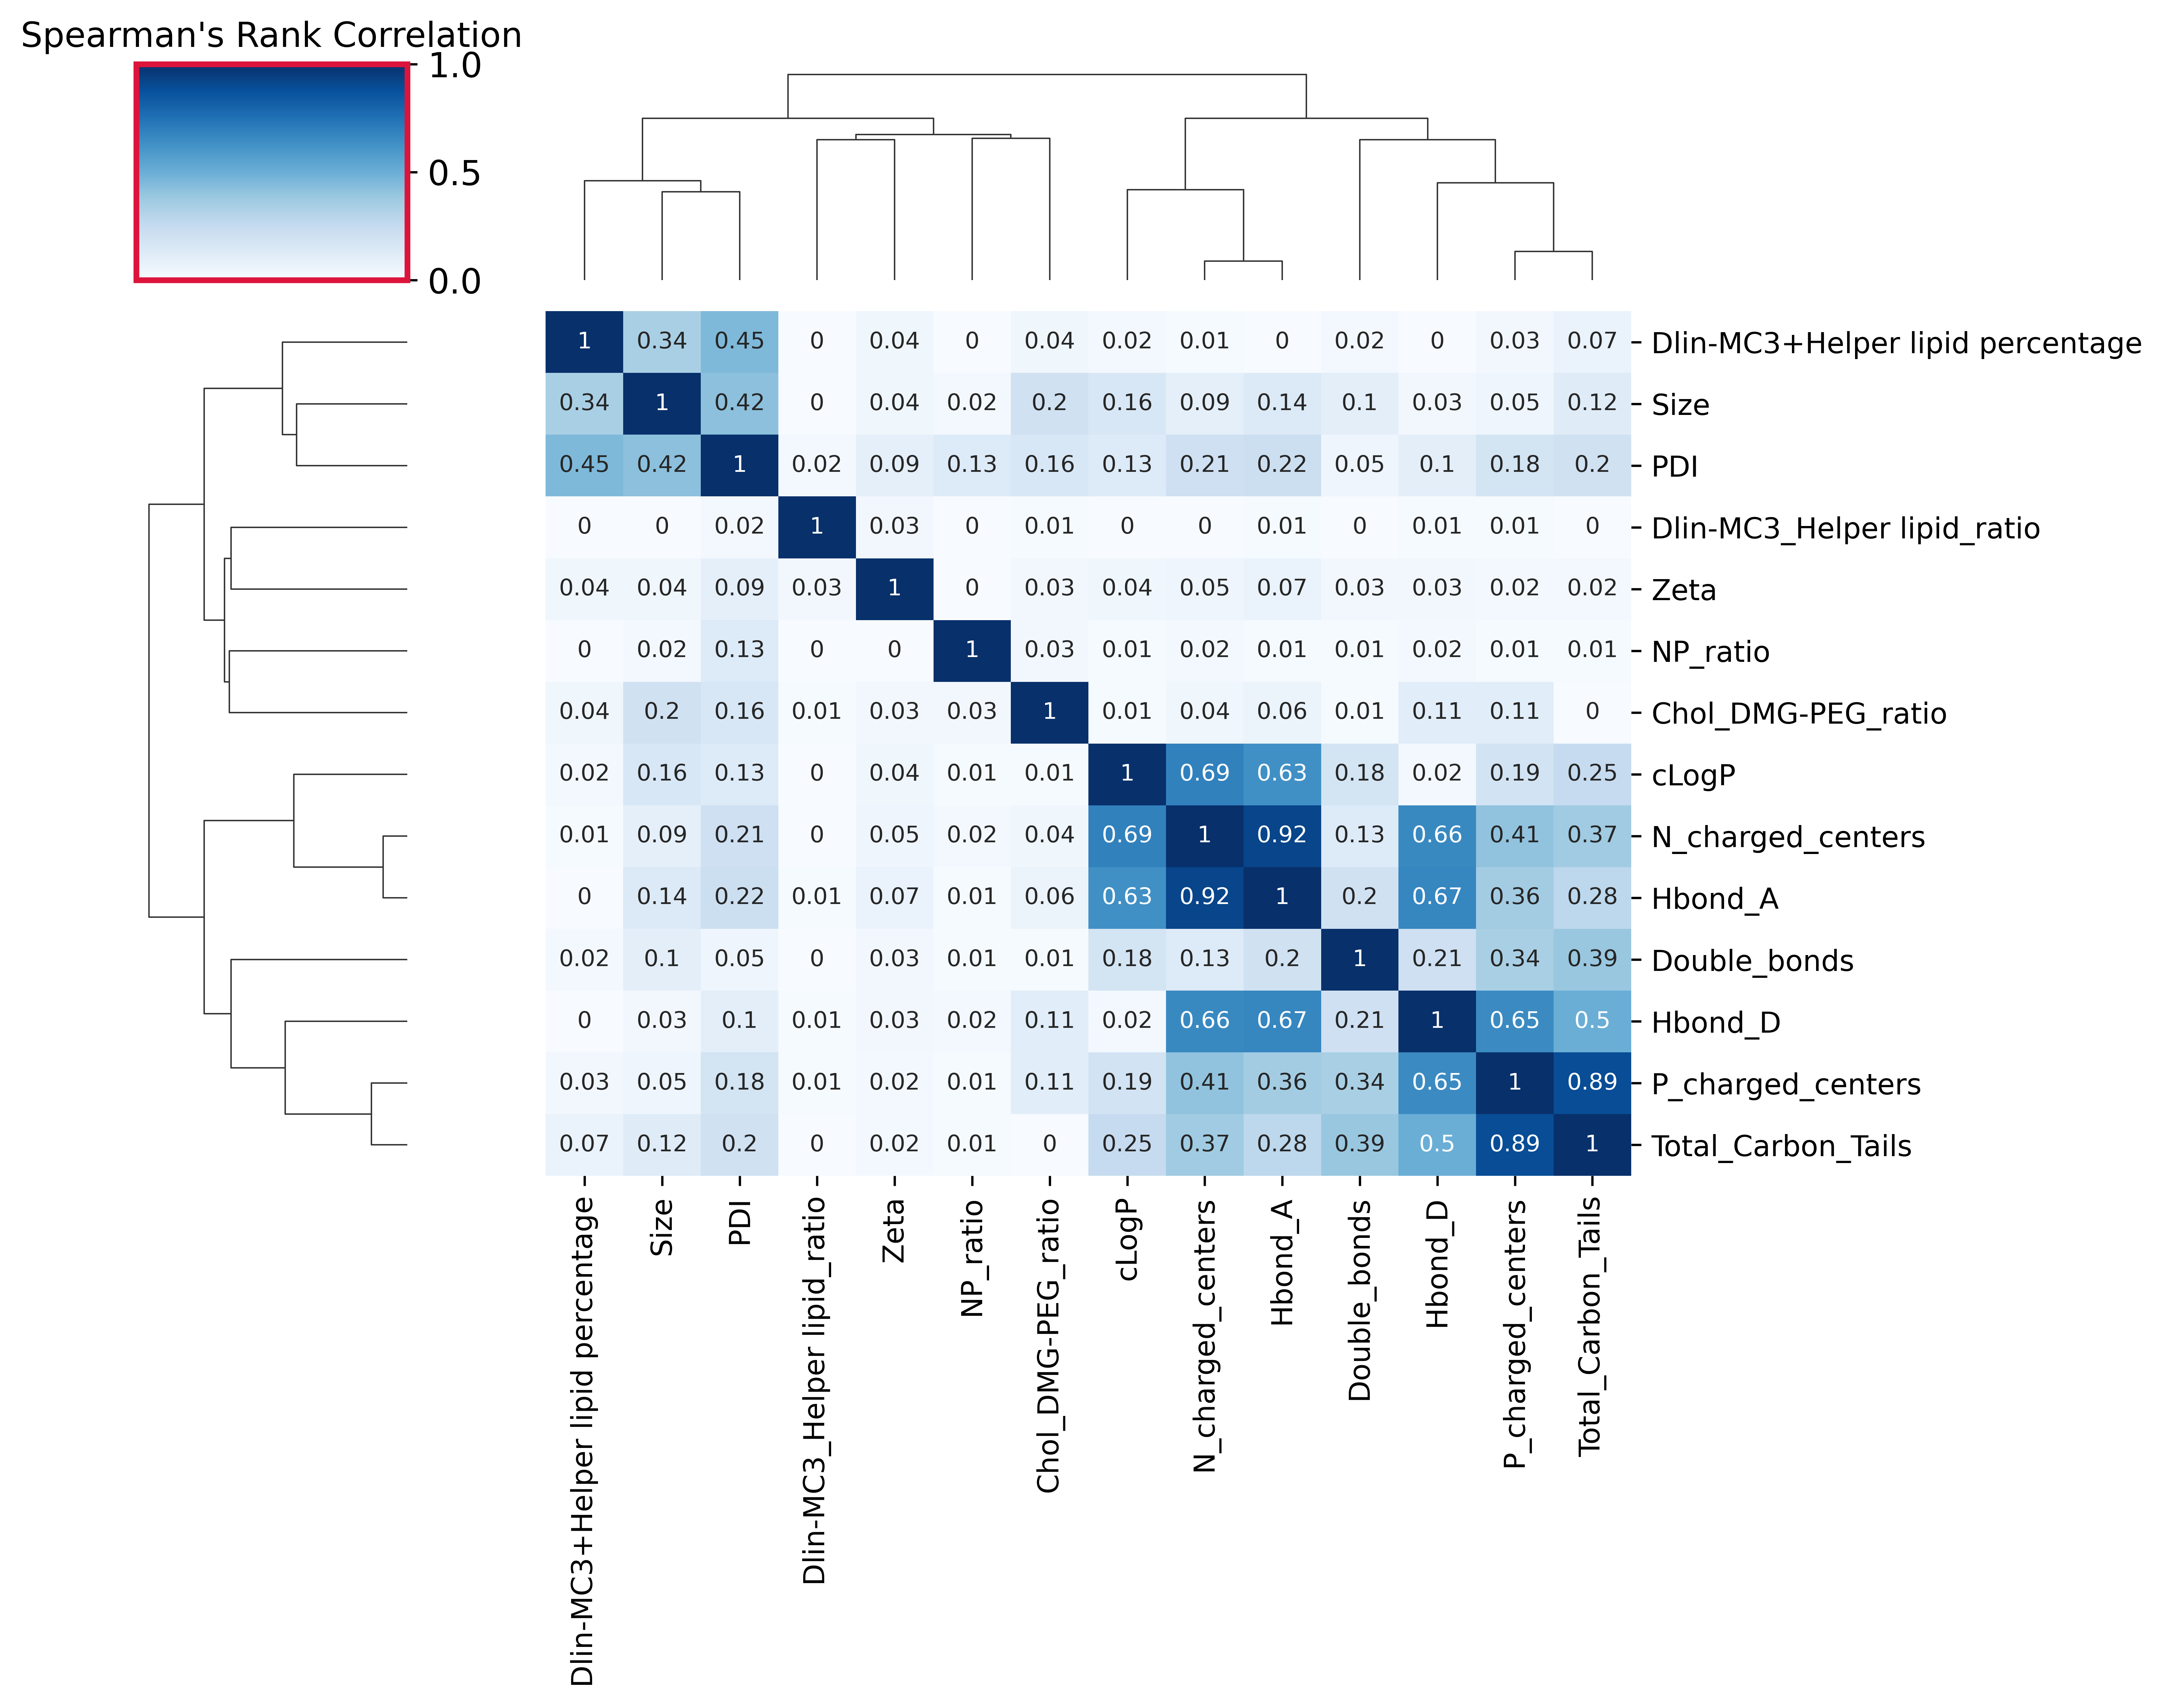 Spearman's Rank Correlation
1.0
0.5
0.0
1 0.34 0.45 0 0.04 0 0.04 0.02 0.01 0 0.02 0 0.03 0.07 Dlin-MC3+Helper lipid percentage
0.34 1 0.42 0 0.04 0.02 0.2 0.16 0.09 0.14 0.1 0.03 0.05 0.12 Size
0.45 0.42 1 0.02 0.09 0.13 0.16 0.13 0.21 0.22 0.05 0.1 0.18 0.2 PDI
0 0 0.02 1 0.03 0 0.01 0 0 0.01 0 0.01 0.01 0 Dlin-MC3_Helper lipid_ratio
0.04 0.04 0.09 0.03 1 0 0.03 0.04 0.05 0.07 0.03 0.03 0.02 0.02 Zeta
0 0.02 0.13 0 0 1 0.03 0.01 0.02 0.01 0.01 0.02 0.01 0.01 NP_ratio
0.04 0.2 0.16 0.01 0.03 0.03 1 0.01 0.04 0.06 0.01 0.11 0.11 0 Chol_DMG-PEG_ratio
0.02 0.16 0.13 0 0.04 0.01 0.01 1 0.69 0.63 0.18 0.02 0.19 0.25 cLogP
0.01 0.09 0.21 0 0.05 0.02 0.04 0.69 1 0.92 0.13 0.66 0.41 0.37 N_charged_centers
0 0.14 0.22 0.01 0.07 0.01 0.06 0.63 0.92 1 0.2 0.67 0.36 0.28 Hbond_A
0.02 0.1 0.05 0 0.03 0.01 0.01 0.18 0.13 0.2 1 0.21 0.34 0.39 Double_bonds
0 0.03 0.1 0.01 0.03 0.02 0.11 0.02 0.66 0.67 0.21 1 0.65 0.5 Hbond_D
0.03 0.05 0.18 0.01 0.02 0.01 0.11 0.19 0.41 0.36 0.34 0.65 1 0.89 P_charged_centers
0.07 0.12 0.2 0 0.02 0.01 0 0.25 0.37 0.28 0.39 0.5 0.89 1 Total_Carbon_Tails
Dlin-MC3+Helper lipid percentage
Size
PDI
Dlin-MC3_Helper lipid_ratio
Zeta
NP_ratio
Chol_DMG-PEG_ratio
cLogP
N_charged_centers
Hbond_A
Double_bonds
Hbond_D
P_charged_centers
Total_Carbon_Tails